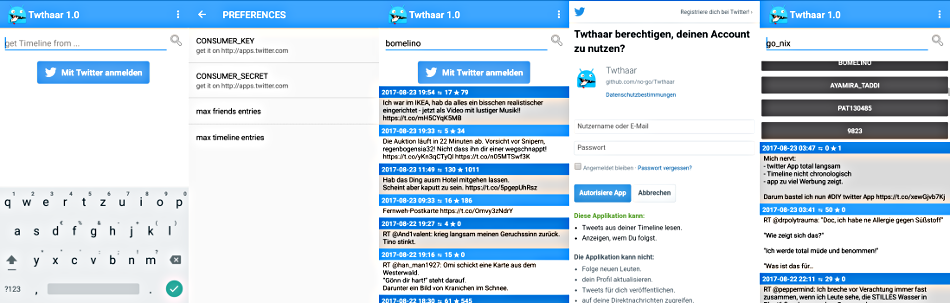 Twthaar 1.0
get Timeline from ...
Mit Twitter anmelden
1 2 3 4 5 6 7 8 9 0
q w e r t z u i o p
a s d f g h j k l
y x c v b n m
?123 , .
PREFERENCES
CONSUMER_KEY
get it on http://apps.twitter.com
CONSUMER_SECRET
get it on http://apps.twitter.com
max friends entries
max timeline entries
Twthaar 1.0
bomelino
Mit Twitter anmelden
2017-08-23 19:54 ⇆ 17 ★ 79
Ich war im IKEA, hab da alles ein bisschen realistischer
eingerichtet - jetzt als Video mit lustiger Musik!!
https://t.co/mH5CYqK5MB
2017-08-23 19:33 ⇆ 5 ★ 34
Die Auktion läuft in 22 Minuten ab. Vorsicht vor Snipern,
regenbogensia32! Nicht dass ihn dir einer wegschnappt!
https://t.co/yKn3qCTyQl https://t.co/n05MTSwf3K
2017-08-23 11:49 ⇆ 130 ★ 1011
Hab das Ding ausm Hotel mitgehen lassen.
Scheint aber kaputt zu sein. https://t.co/5pgepUhRsz
2017-08-23 09:33 ⇆ 16 ★ 186
Fernweh-Postkarte https://t.co/Omvy3zNdrY
2017-08-22 19:27 ⇆ 4 ★ 0
RT @And1valent: krieg langsam meinen Geruchssinn zurück.
Tino stinkt.
2017-08-22 19:16 ⇆ 15 ★ 0
RT @han_man1927: Omi schickt eine Karte aus dem
Westerwald.
"Gönn dir hart!" steht darauf.
Darunter ein Bild von Kranichen im Schnee.
2017-08-22 18:30 ⇆ 61 ★ 545
Registriere dich bei Twitter ›
Twthaar berechtigen, deinen Account
zu nutzen?
Twthaar
github.com/no-go/Twthaar
Datenschutzbestimmungen
Nutzername oder E-Mail
Passwort
Angemeldet bleiben · Passwort vergessen?
Autorisiere App
Abbrechen
Diese Applikation kann:
• Tweets aus deiner Timeline lesen.
• Anzeigen, wem Du folgst.
Die Applikation kann nicht:
• Folge neuen Leuten.
• dein Profil aktualisieren.
• Tweets für dich veröffentlichen.
• auf deine Direktnachrichten zugreifen.
Twthaar 1.0
go_nix
BOMELINO
AYAMIRA_TADDI
PAT130485
9823
2017-08-23 03:47 ⇆ 0 ★ 1
Mich nervt:
- twitter App total langsam
- Timeline nicht chronologisch
- app zu viel Werbung zeigt.
Darum bastel ich nun #DIY twitter App https://t.co/xewGjvb7Kj
2017-08-23 03:41 ⇆ 50 ★ 0
RT @drpolytrauma: "Doc, ich habe ne Allergie gegen Süßstoff!"
"Wie zeigt sich das?"
"Ich werde total müde und benommen!"
"Was ist das für..
2017-08-22 22:11 ⇆ 29 ★ 0
RT @peppermind: Ich breche vor Verachtung immer fast
zusammen, wenn ich Leute sehe, die STILLES Wasser in